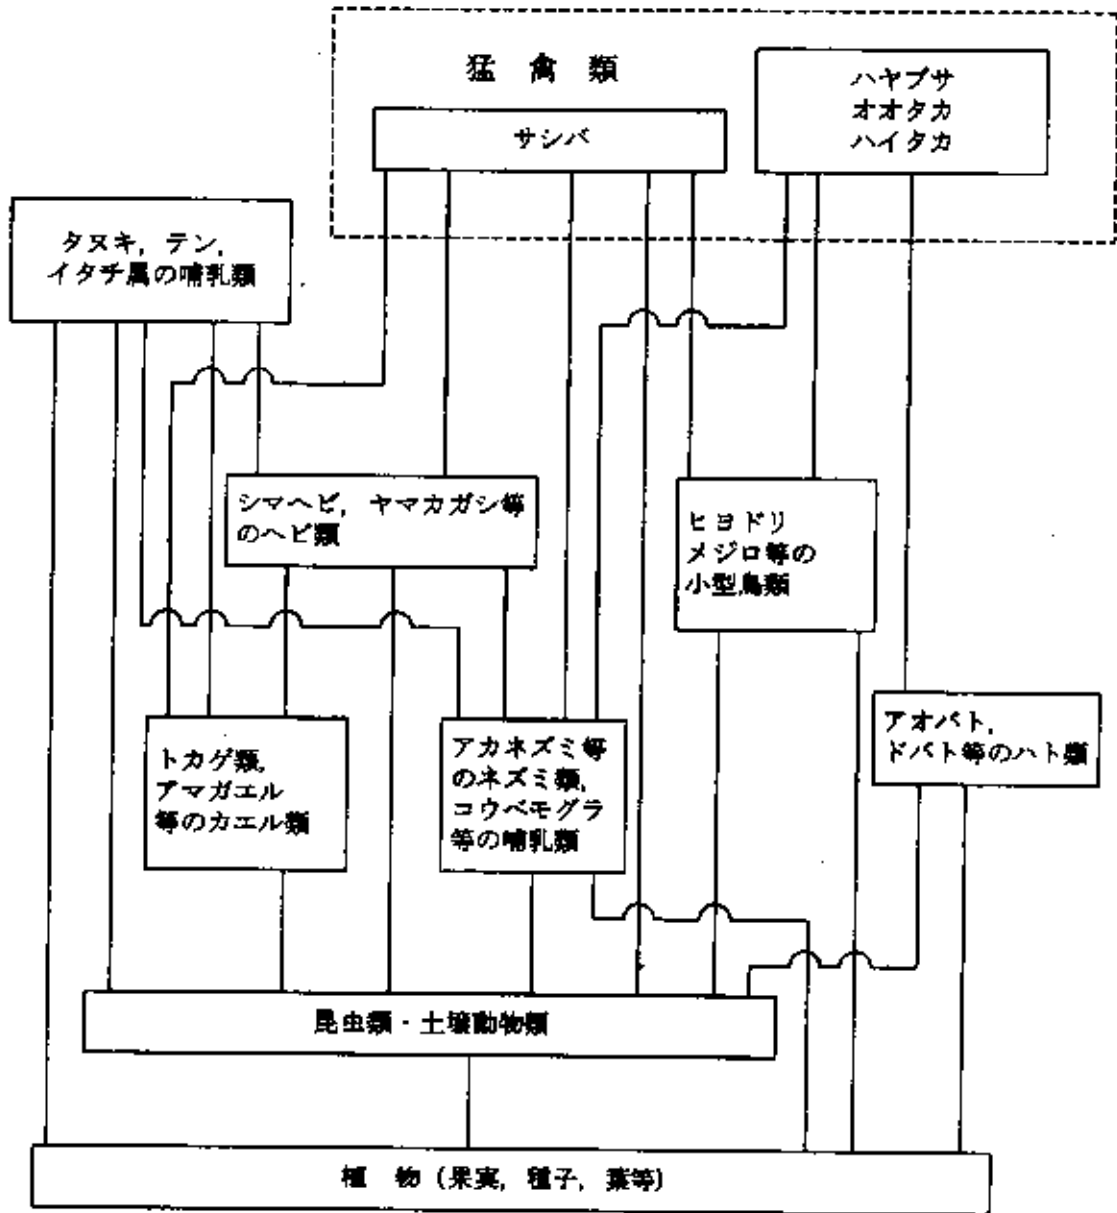 猛禽類
ハヤブサ
オオタカ
ハイタカ
サシバ
タヌキ，テン，
イタチ属の哺乳類
シマヘビ，ヤマカガシ等
のヘビ類
ヒヨドリ
メジロ等の
小型鳥類
アオバト，
ドバト等のハト類
トカゲ類，
アマガエル
等のカエル類
アカネズミ等
のネズミ類，
コウベモグラ
等の哺乳類
昆虫類・土壌動物類
植物（果実，種子，葉等）